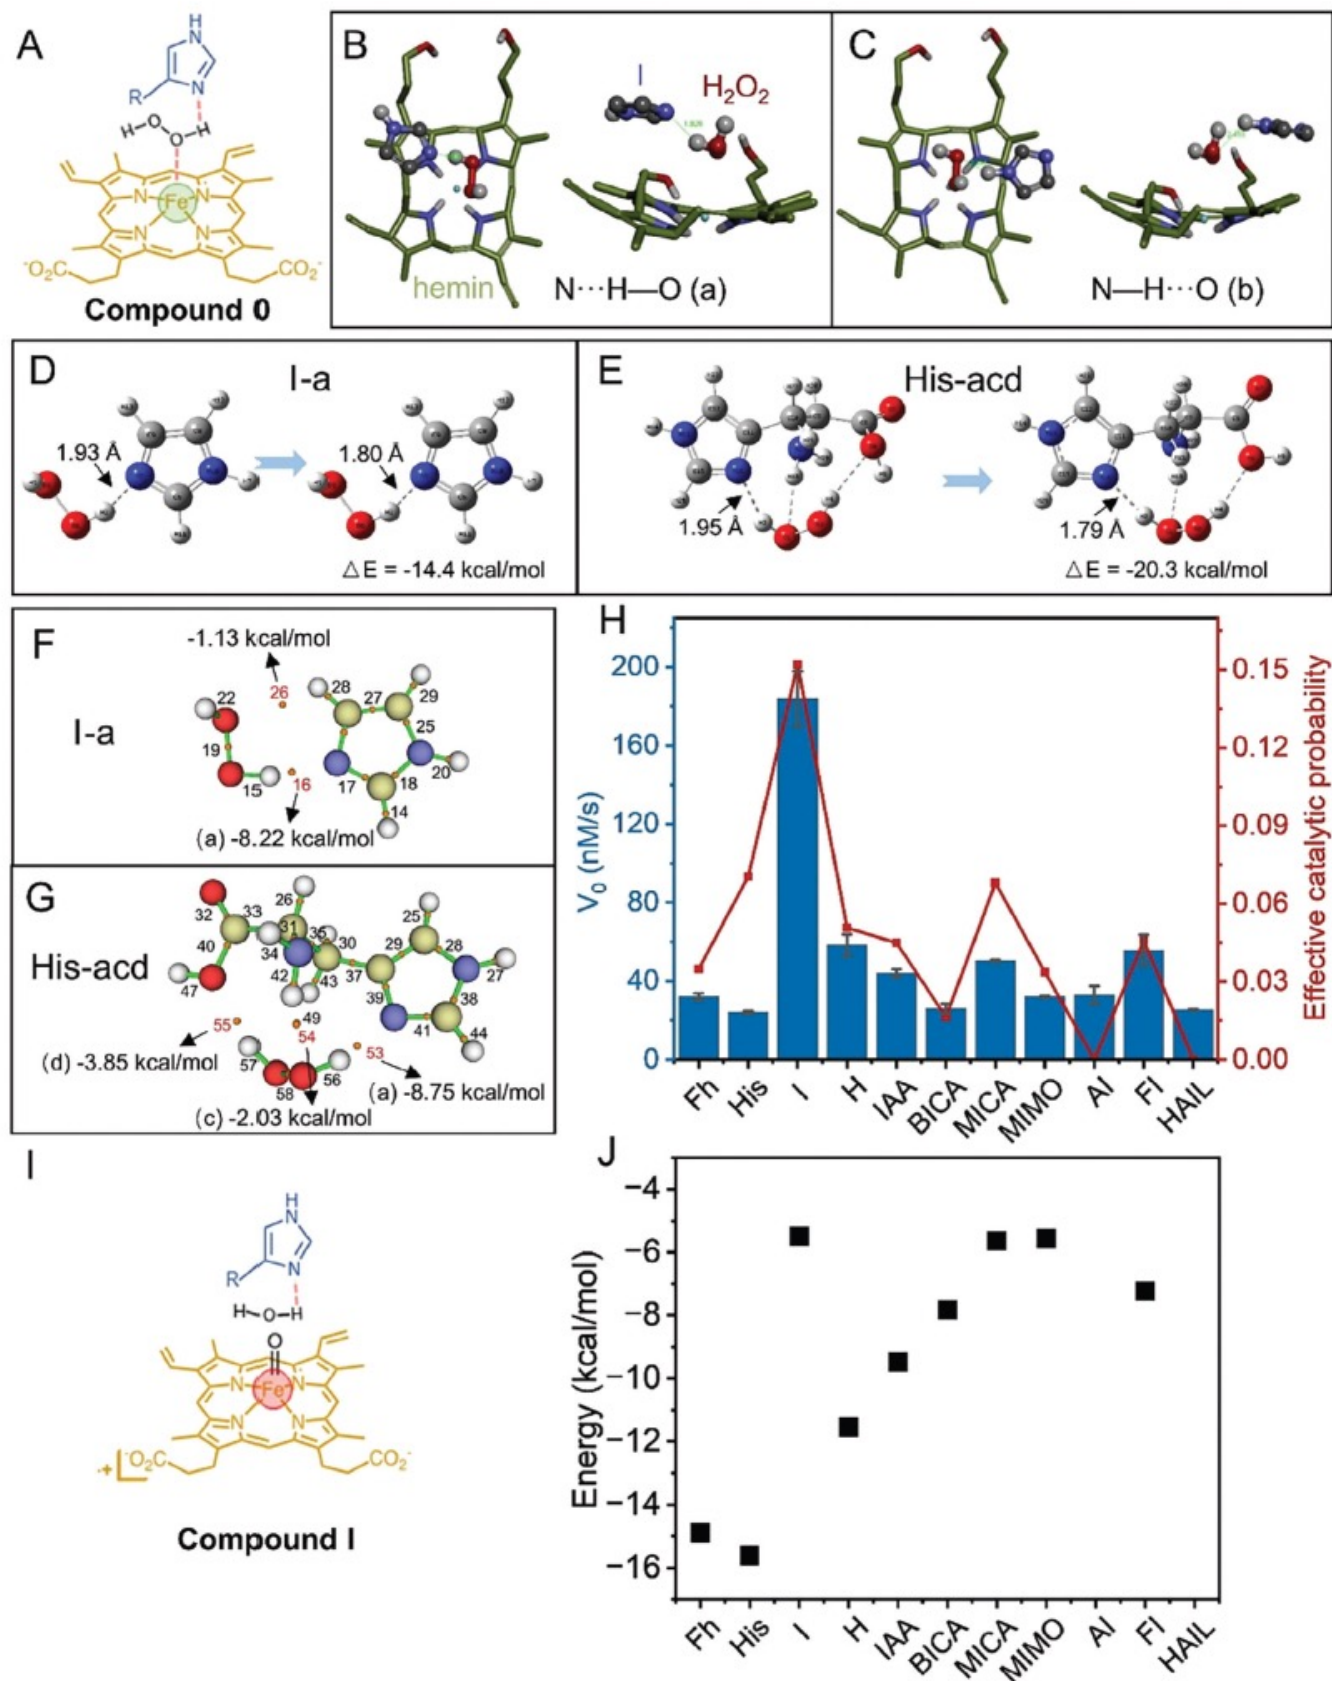 A
H
N
N
R
H
O
O
H
Fe
N
N
N
N
-O2C
CO2-
Compound 0
B
I
H2O2
hemin
N···H—O (a)
C
N—H···O (b)
D
I-a
1.93 Å
1.80 Å
△E = -14.4 kcal/mol
E
His-acd
1.95 Å
1.79 Å
△E = -20.3 kcal/mol
F
-1.13 kcal/mol
I-a
22
26
28
27
29
19
25
15
16
17
18
20
14
(a) -8.22 kcal/mol
G
His-acd
32
33
26
31
35
30
25
29
28
40
34
27
42
43
37
47
39
38
49
41
44
55
54
53
57
58
56
(d) -3.85 kcal/mol
(a) -8.75 kcal/mol
(c) -2.03 kcal/mol
H
V0 (nM/s)
200
160
120
80
40
0
0.15
0.12
0.09
0.06
0.03
0.00
Effective catalytic probability
Fh
His
I
H
IAA
BICA
MICA
MIMO
AI
FI
HAIL
I
H
N
N
R
H
O
H
O
Fe
N
N
N
N
·+
-O2C
CO2-
Compound I
J
Energy (kcal/mol)
−4
−6
−8
−10
−12
−14
−16
Fh
His
I
H
IAA
BICA
MICA
MIMO
AI
FI
HAIL